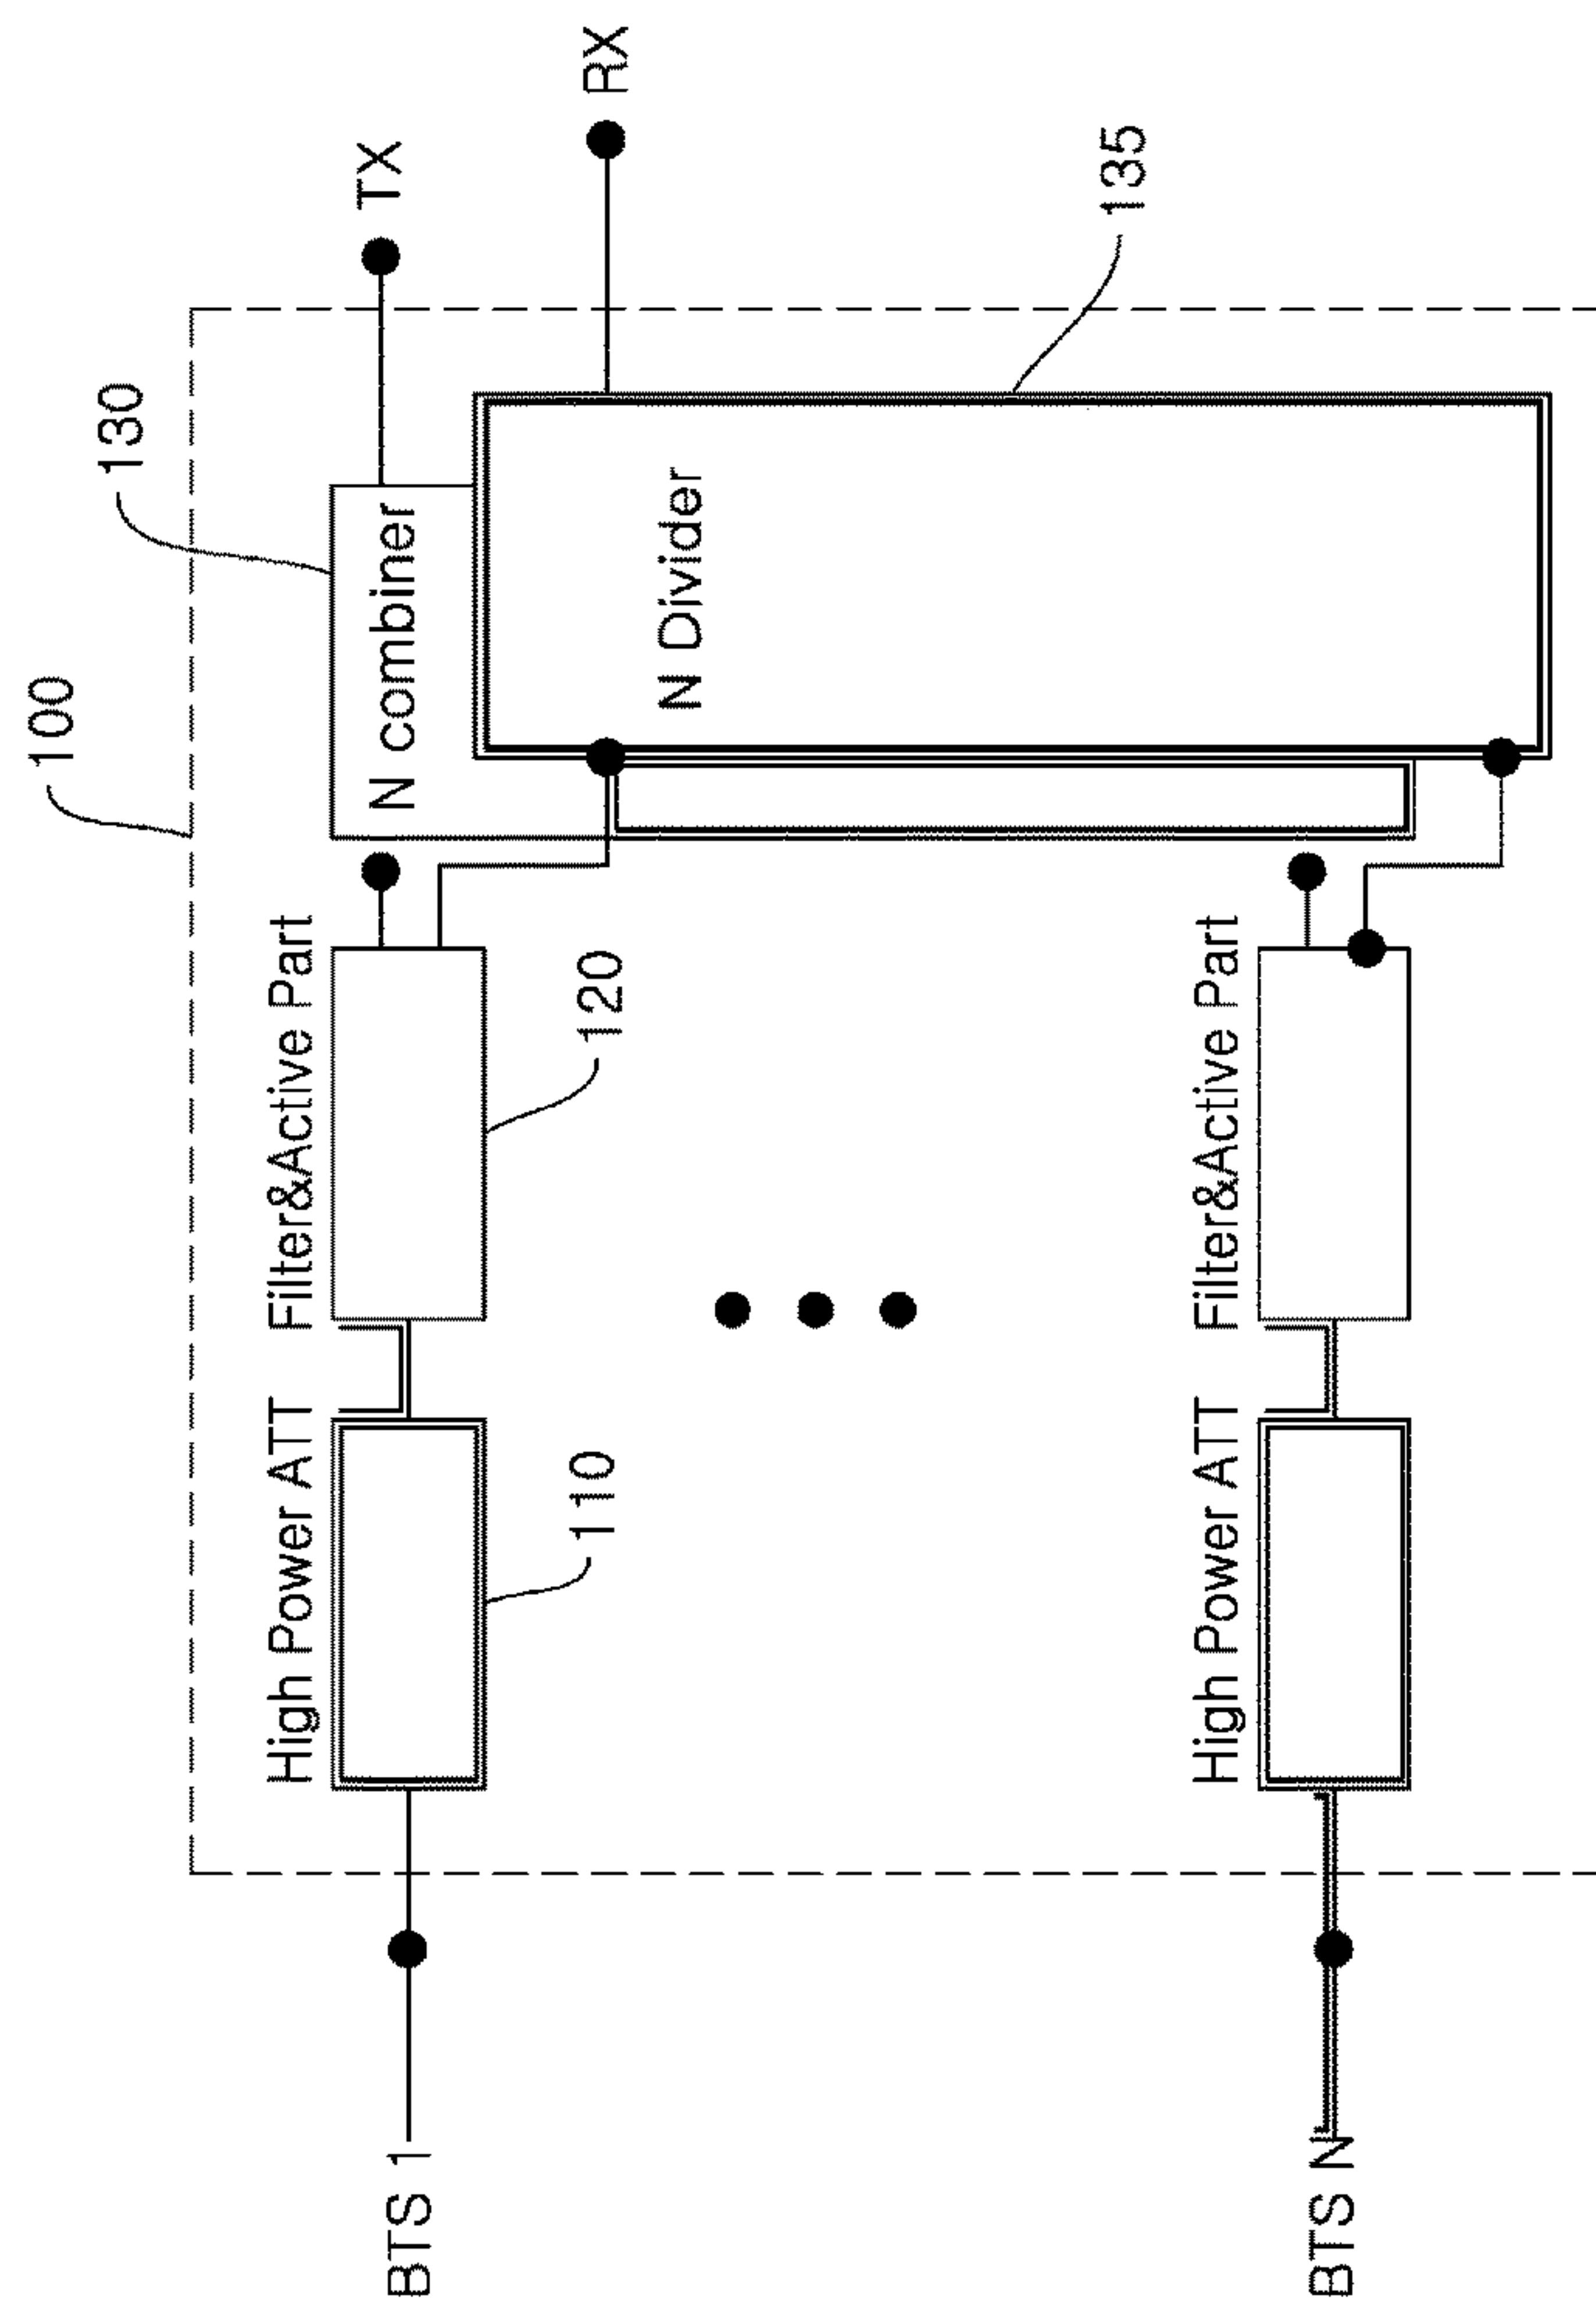 100
130
TX
RX
N combiner
N Divider
135
BTS 1
High Power ATT
Filter&Active Part
110
120
BTS N
High Power ATT
Filter&Active Part